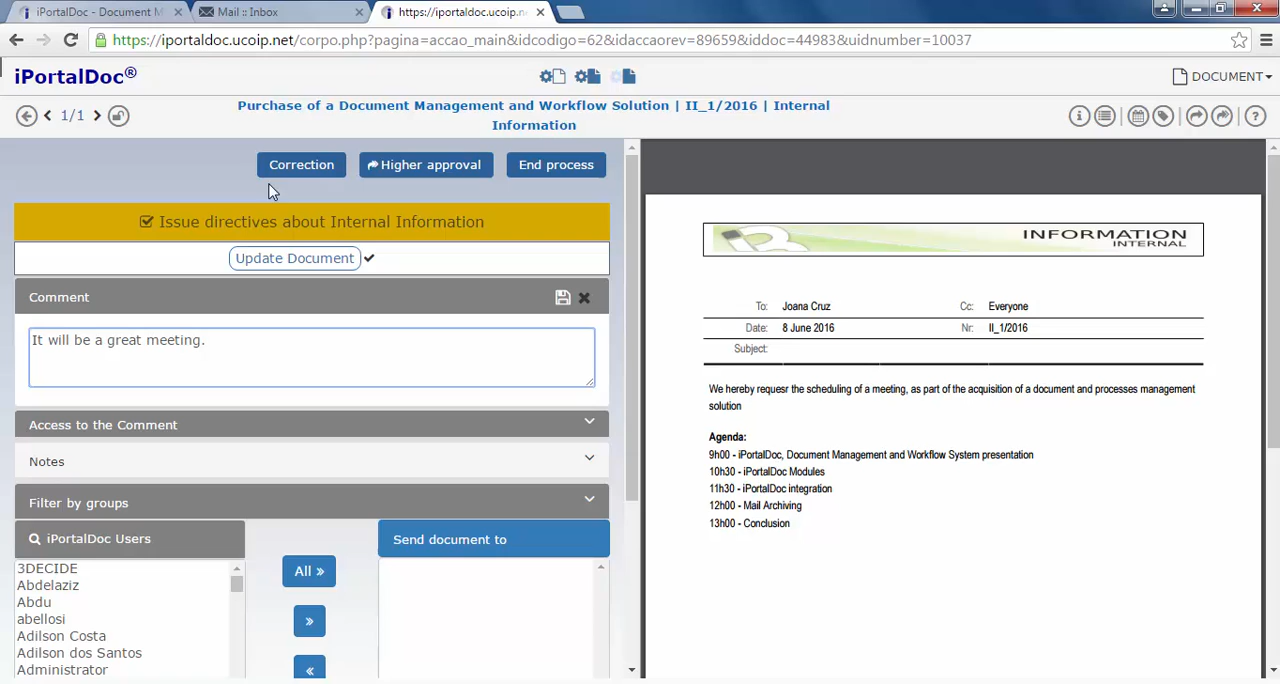 iPortalDoc - Document M
Mail :: Inbox
https://iportaldoc.ucoip.n
https://iportaldoc.ucoip.net/corpo.php?pagina=accao_main&idcodigo=62&idaccaorev=89659&iddoc=44983&uidnumber=10037
iPortalDoc®
DOCUMENT
1/1
Purchase of a Document Management and Workflow Solution | II_1/2016 | Internal
Information
Correction
Higher approval
End process
Issue directives about Internal Information
Update Document
Comment
It will be a great meeting.
Access to the Comment
Notes
Filter by groups
iPortalDoc Users
Send document to
3DECIDE
Abdelaziz
Abdu
abellosi
Adilson Costa
Adilson dos Santos
Administrator
All »
»
«
INFORMATION
INTERNAL
To: Joana Cruz Cc: Everyone
Date: 8 June 2016 Nr: II_1/2016
Subject:
We hereby requesr the scheduling of a meeting, as part of the acquisition of a document and processes management
solution
Agenda:
9h00 - iPortalDoc, Document Management and Workflow System presentation
10h30 - iPortalDoc Modules
11h30 - iPortalDoc integration
12h00 - Mail Archiving
13h00 - Conclusion